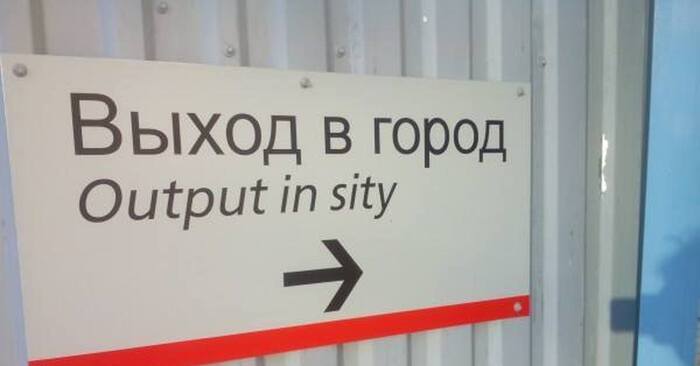 Выход в город
Output in sity